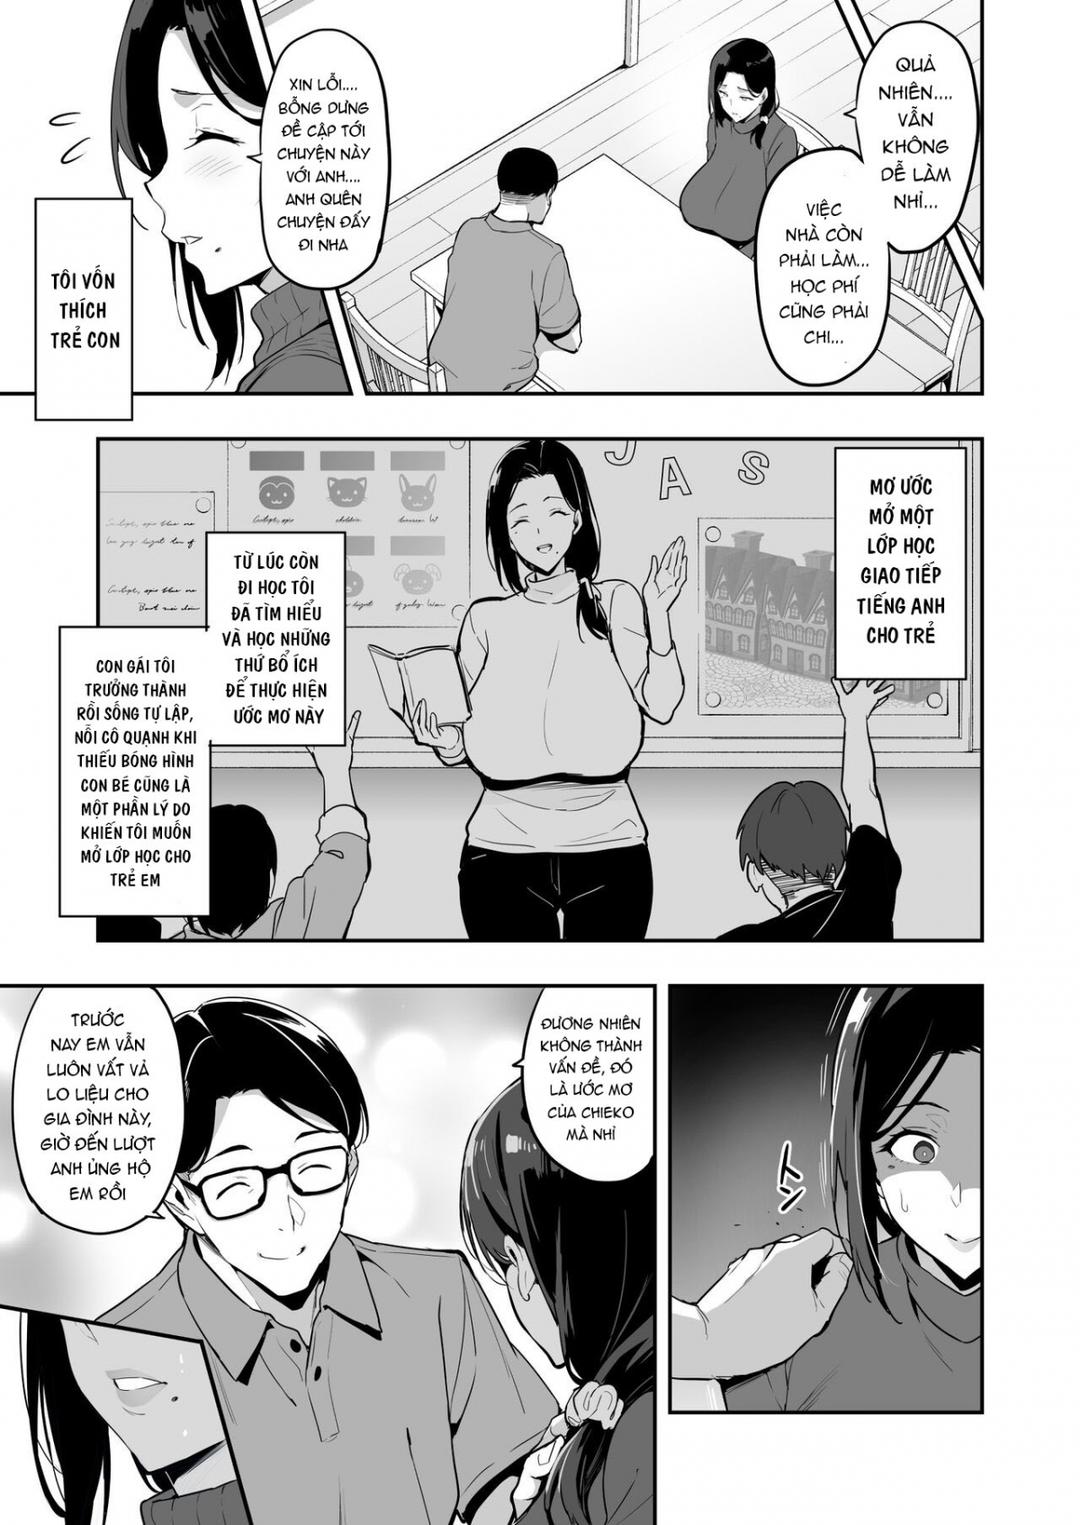 QUẢ
NHIÊN....
VẪN
KHÔNG
DỄ LÀM
NHỈ...
VIỆC
NHÀ CÒN
PHẢI LÀM...
HỌC PHÍ
CŨNG PHẢI
CHI...
XIN LỖI....
BỖNG DƯNG
ĐỀ CẬP TỚI
CHUYỆN NÀY
VỚI ANH....
ANH QUÊN
CHUYỆN ĐẤY
ĐI NHA
TÔI VỐN
THÍCH
TRẺ CON
J A S
MƠ ƯỚC
MỞ MỘT
LỚP HỌC
GIAO TIẾP
TIẾNG ANH
CHO TRẺ
TỪ LÚC CÒN
ĐI HỌC TÔI
ĐÃ TÌM HIỂU
VÀ HỌC NHỮNG
THỨ BỔ ÍCH
ĐỂ THỰC HIỆN
ƯỚC MƠ NÀY
CON GÁI TÔI
TRƯỞNG THÀNH
RỒI SỐNG TỰ LẬP,
NỖI CÔ QUẠNH KHI
THIẾU BÓNG HÌNH
CON BÉ CŨNG LÀ
MỘT PHẦN LÝ DO
KHIẾN TÔI MUỐN
MỞ LỚP HỌC CHO
TRẺ EM
トン
ĐƯƠNG NHIÊN
KHÔNG THÀNH
VẤN ĐỀ, ĐÓ
LÀ ƯỚC MƠ
CỦA CHIEKO
MÀ NHỈ
TRƯỚC
NAY EM VẪN
LUÔN VẤT VẢ
LO LIỆU CHO
GIA ĐÌNH NÀY,
GIỜ ĐẾN LƯỢT
ANH ỦNG HỘ
EM RỒI